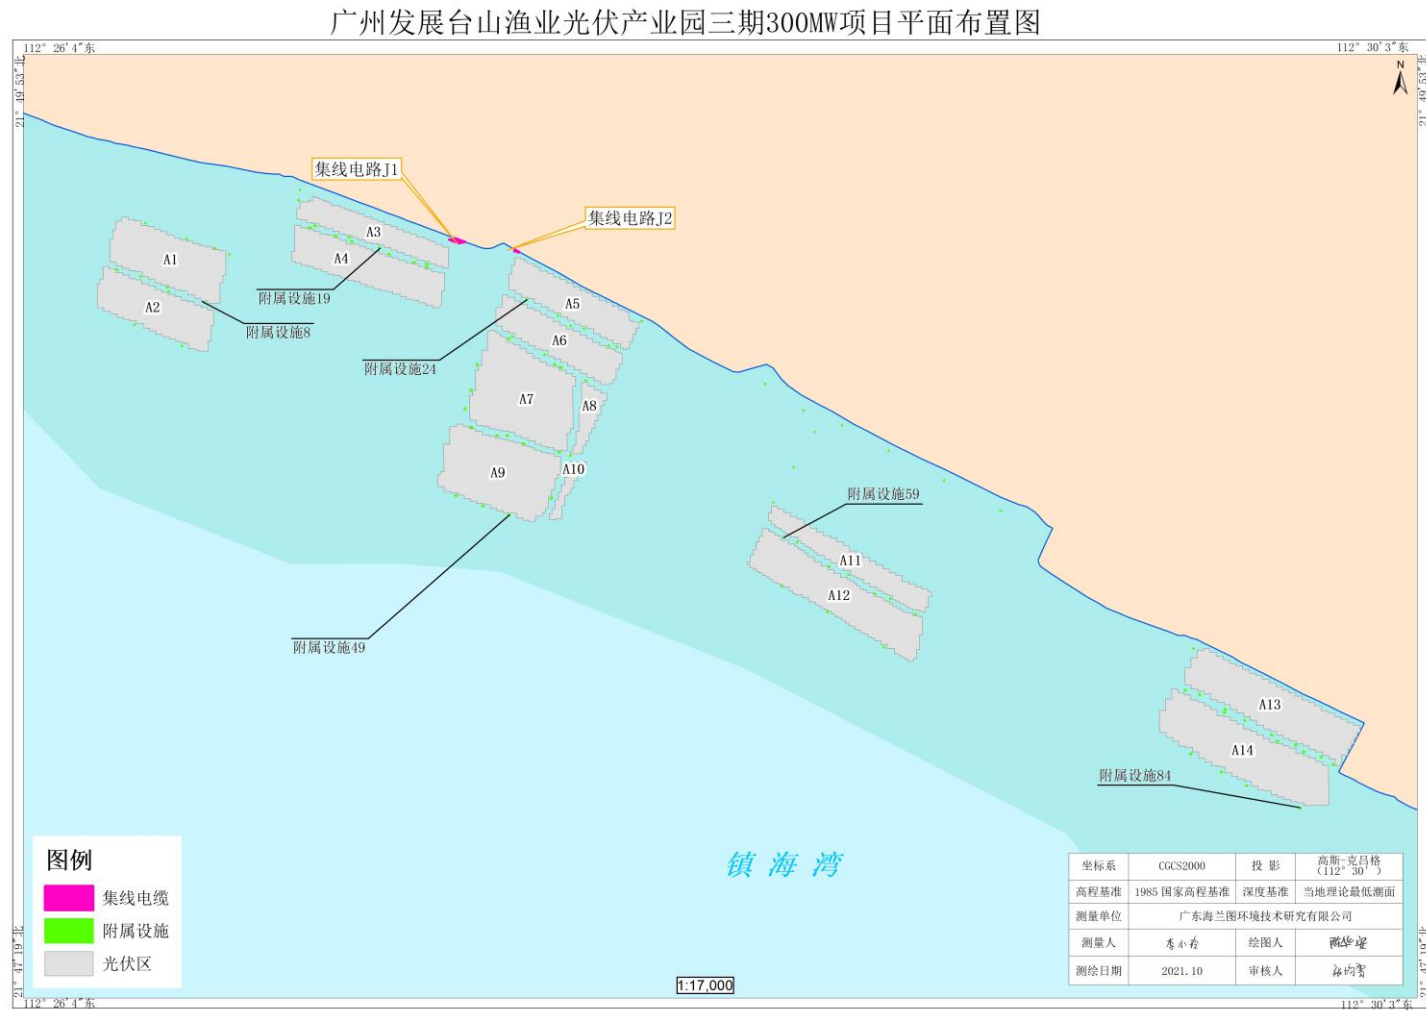 广州发展台山渔业光伏产业园三期300MW项目平面布置图
112° 26′4″东
112° 30′3″东
21° 49′53″北
21° 49′53″北
N
集线电路J1
集线电路J2
A1
A2
A3
A4
A5
A6
A7
A8
A9
A10
A11
A12
A13
A14
附属设施19
附属设施8
附属设施24
附属设施59
附属设施49
附属设施84
镇海湾
图例
集线电缆
附属设施
光伏区
坐标系 CGCS2000 投影 高斯-克吕格
（112° 30′）
高程基准 1985国家高程基准 深度基准 当地理论最低潮面
测量单位 广东海兰图环境技术研究有限公司
测量人 绘图人
测绘日期 2021.10 审核人
1:17,000
21° 47′19″北
21° 47′19″北
112° 26′4″东
112° 30′3″东